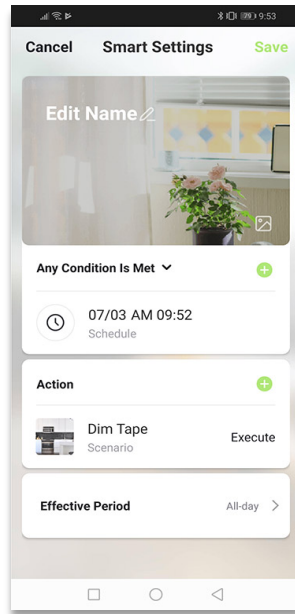 79 9:53
Cancel Smart Settings Save
Edit Name
Any Condition Is Met
07/03 AM 09:52
Schedule
Action
Dim Tape
Scenario
Execute
Effective Period All-day